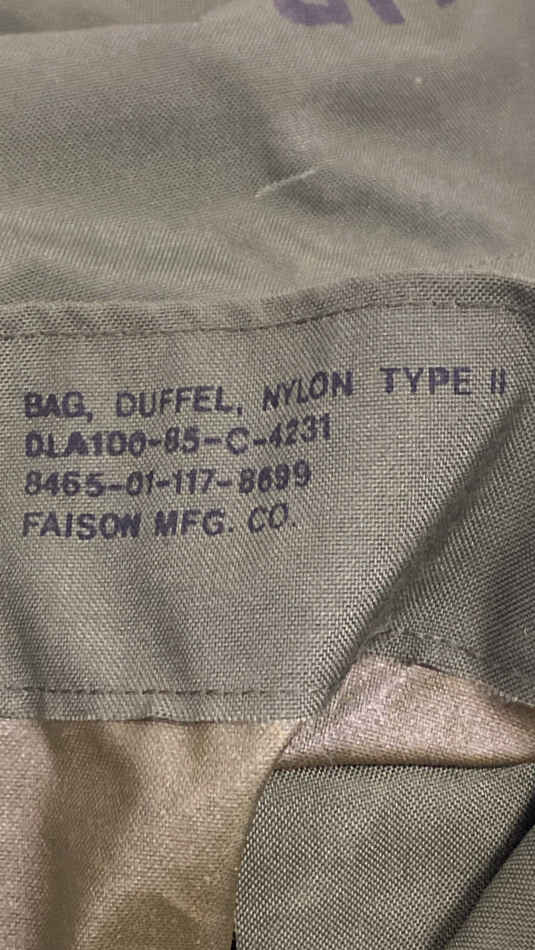 BAG, DUFFEL, NYLON TYPE II
DLA100-85-C-4231
8465-01-117-8699
FAISON MFG. CO.